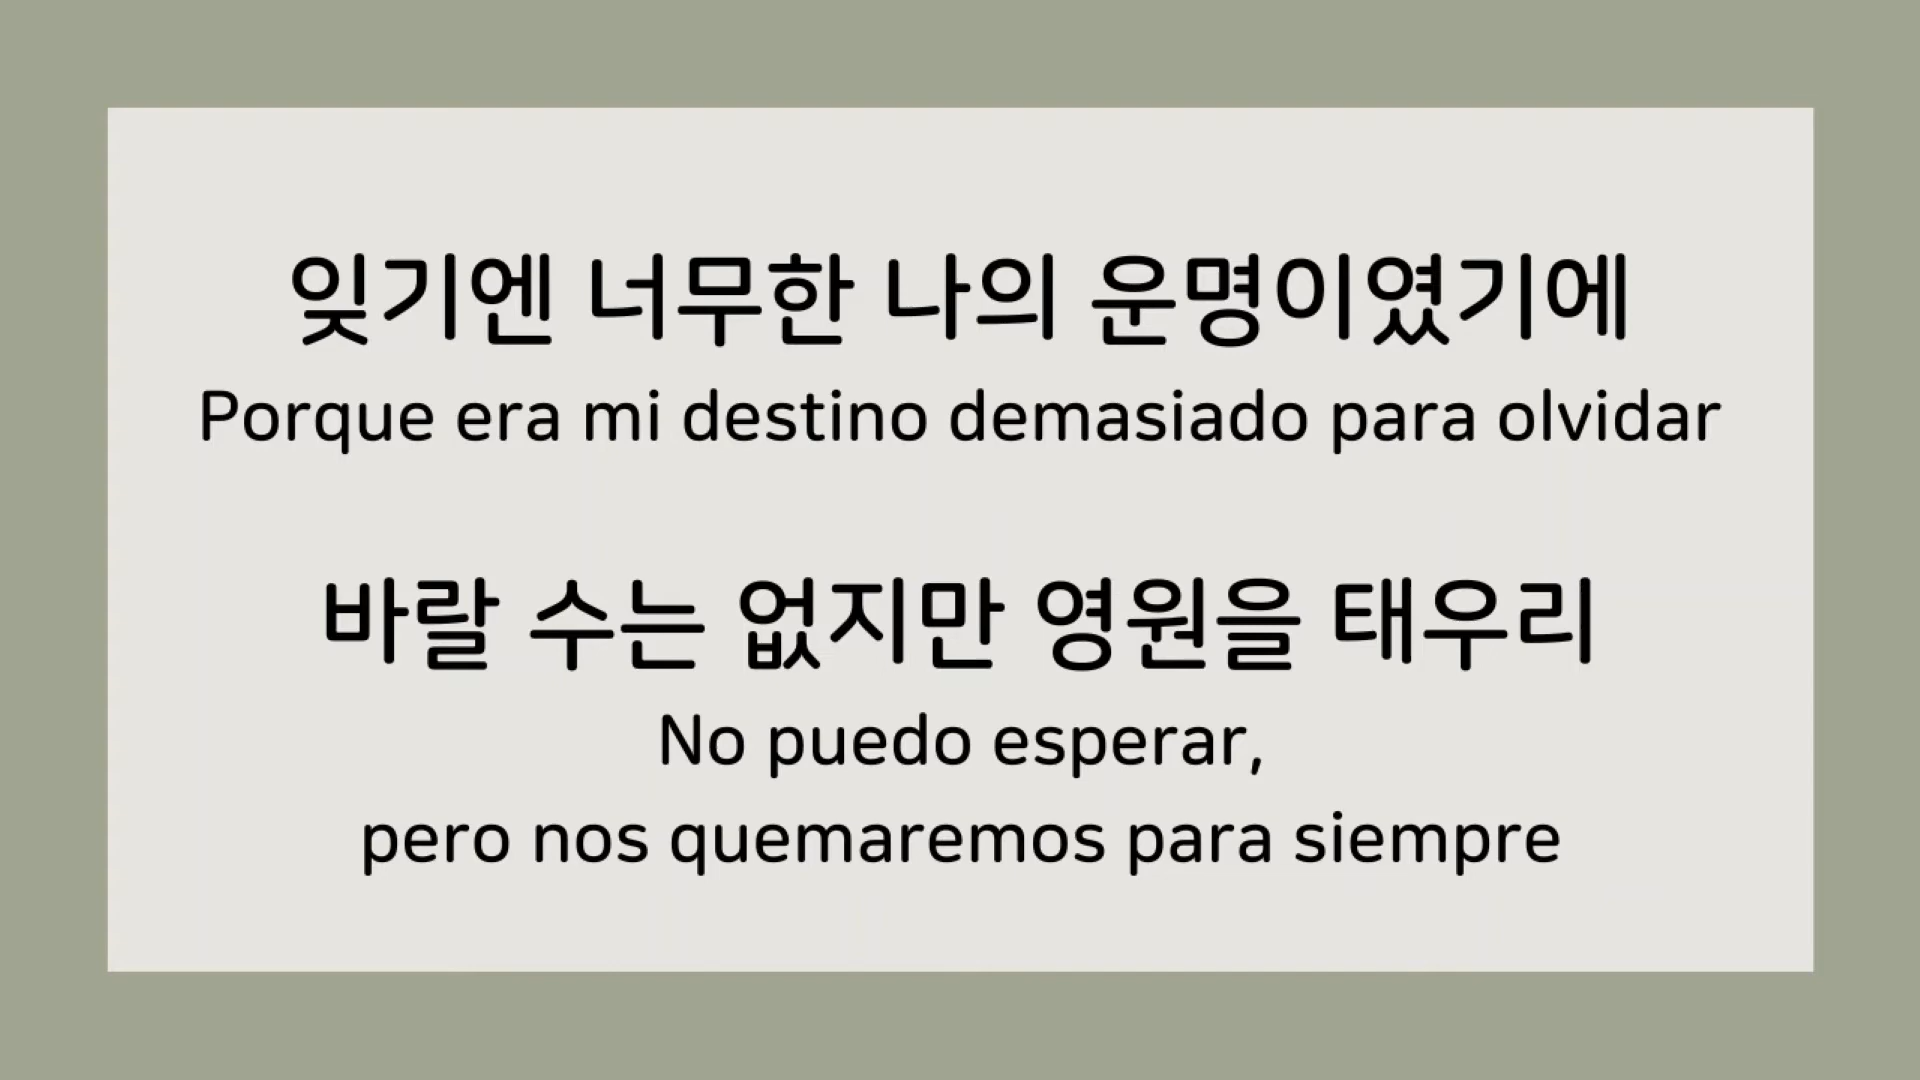 잊기엔 너무한 나의 운명이였기에
Porque era mi destino demasiado para olvidar
바랄 수는 없지만 영원을 태우리
No puedo esperar,
pero nos quemaremos para siempre